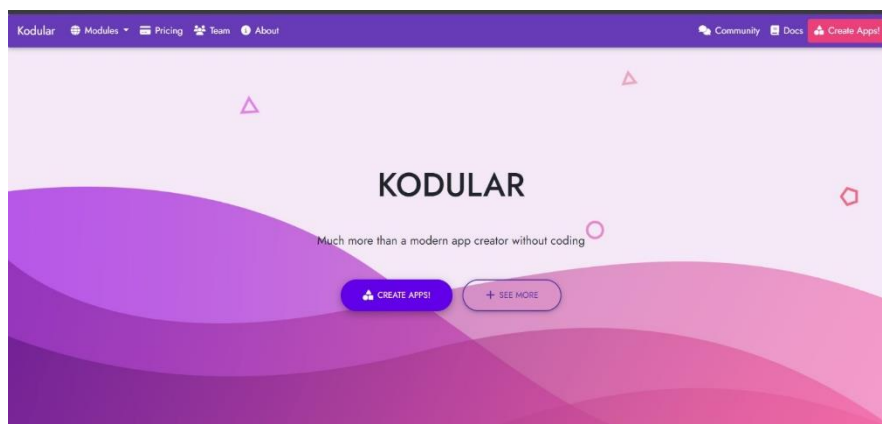 Kodular Modules Pricing Team About Community Docs Create Apps!
KODULAR
Much more than a modern app creator without coding
CREATE APPS! + SEE MORE